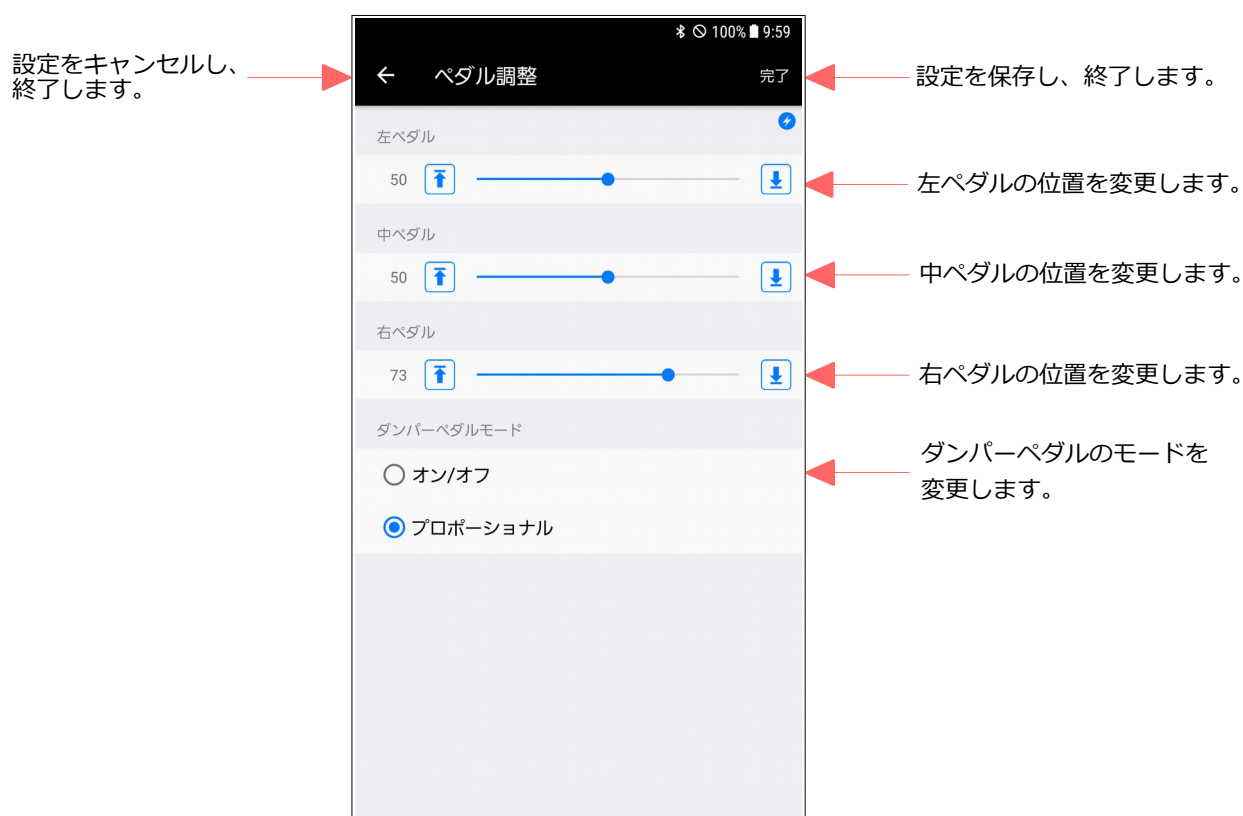 100% 9:59
設定をキャンセルし、
終了します。
ペダル調整
完了
設定を保存し、終了します。
左ペダル
50
左ペダルの位置を変更します。
中ペダル
50
中ペダルの位置を変更します。
右ペダル
73
右ペダルの位置を変更します。
ダンパーペダルモード
オン/オフ
ダンパーペダルのモードを
変更します。
プロポーショナル